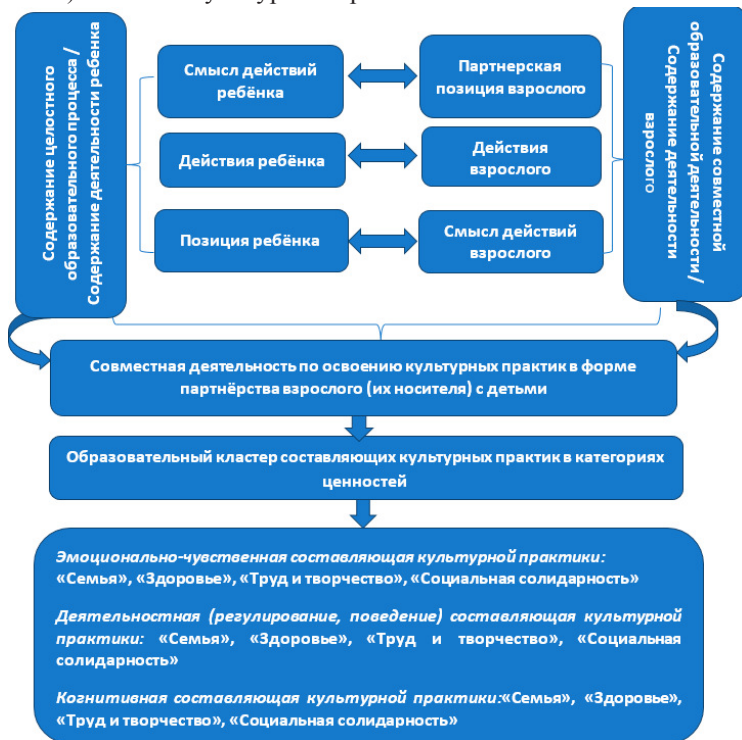 Содержание целостного
образовательного процесса /
Содержание деятельности ребенка
Смысл действий
ребёнка
Партнерская
позиция взрослого
Действия ребёнка
Действия
взрослого
Позиция ребёнка
Смысл действий
взрослого
Содержание совместной
образовательной деятельности /
Содержание деятельности
взрослого
Совместная деятельность по освоению культурных практик в форме
партнёрства взрослого (их носителя) с детьми
Образовательный кластер составляющих культурных практик в категориях
ценностей
Эмоционально-чувственная составляющая культурной практики:
«Семья», «Здоровье», «Труд и творчество», «Социальная солидарность»
Деятельностная (регулирование, поведение) составляющая культурной
практики: «Семья», «Здоровье», «Труд и творчество», «Социальная
солидарность»
Когнитивная составляющая культурной практики:«Семья», «Здоровье»,
«Труд и творчество», «Социальная солидарность»